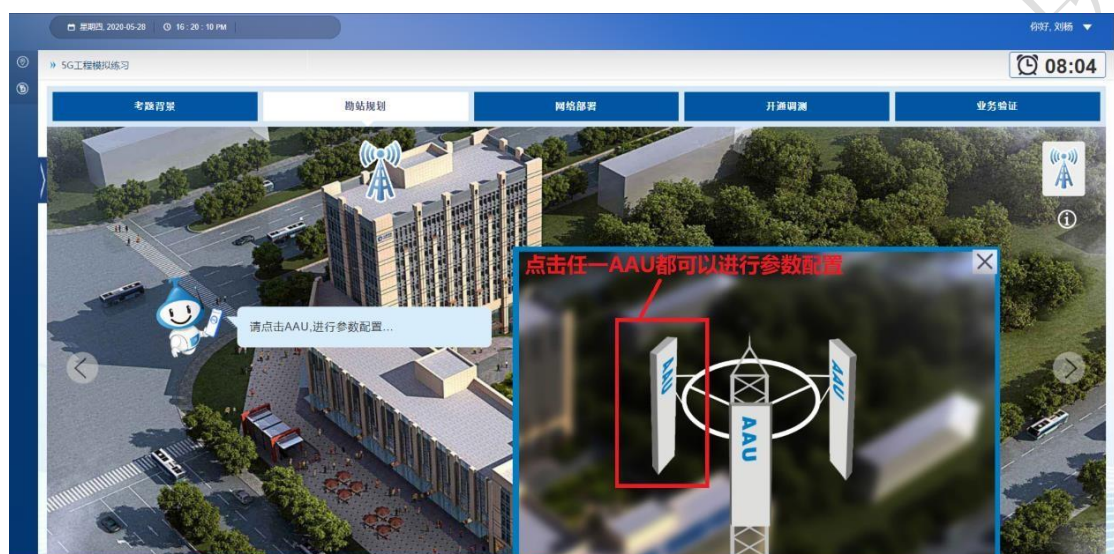 星期四, 2020-05-28 16 : 20 : 10 PM
你好, 刘杨
5G工程模拟练习
08:04
考题背景
勘站规划
网络部署
开通调测
业务验证
点击任一AAU都可以进行参数配置
请点击AAU,进行参数配置...
AAU
AAU
AAU